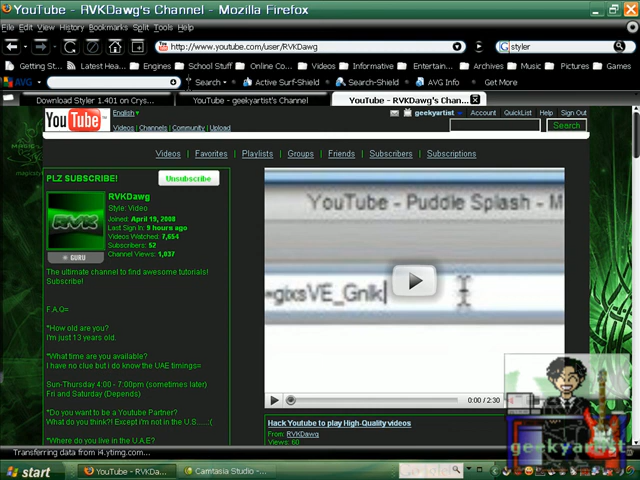 YouTube - RVKDawg's Channel - Mozilla Firefox
File Edit View History Bookmarks Tools Help
http://www.youtube.com/user/RVKDawg
styler
Getting St... Latest Hea... Engines School Stuff Online Co... Videos Informative Entertainment Archives Music Pictures Games
AVG Search Active Surf-Shield Search-Shield AVG Info Get More
Download Styler 1.401 on Crys... YouTube - geekyartist's Channel YouTube - RVKDawg's Chan...
YouTube
English
geekyartist Account QuickList Help Sign Out
Videos | Channels | Community | Upload
Search
Videos | Favorites | Playlists | Groups | Friends | Subscribers | Subscriptions
PLZ SUBSCRIBE!
Unsubscribe
RVKDawg
Style: Video
Joined: April 19, 2008
Last Sign In: 9 hours ago
Videos Watched: 7,654
Subscribers: 52
Channel Views: 1,037
RVK
GURU
The ultimate channel to find awesome tutorials!
Subscribe!
F.A.Q=
"How old are you?
I'm just 13 years old.
"What time are you available?
I have no clue but I do know the UAE timings=
Sun-Thursday 4:00 - 7:00pm (sometimes later)
Fri and Saturday (Depends)
"Do you want to be a Youtube Partner?
What do you think?! Except i'm not in the U.S.....:(
"Where do you live in the U.A.E?
YouTube - Puddle Splash - M
=gixsVE_Gnlk
0:00 / 2:30
Hack Youtube to play High-Quality videos
From: RVKDawg
Views: 60
geekyartist
Transferring data from i4.ytimg.com...
start
YouTube - RVKDa...
Camtasia Studio - ...
Google